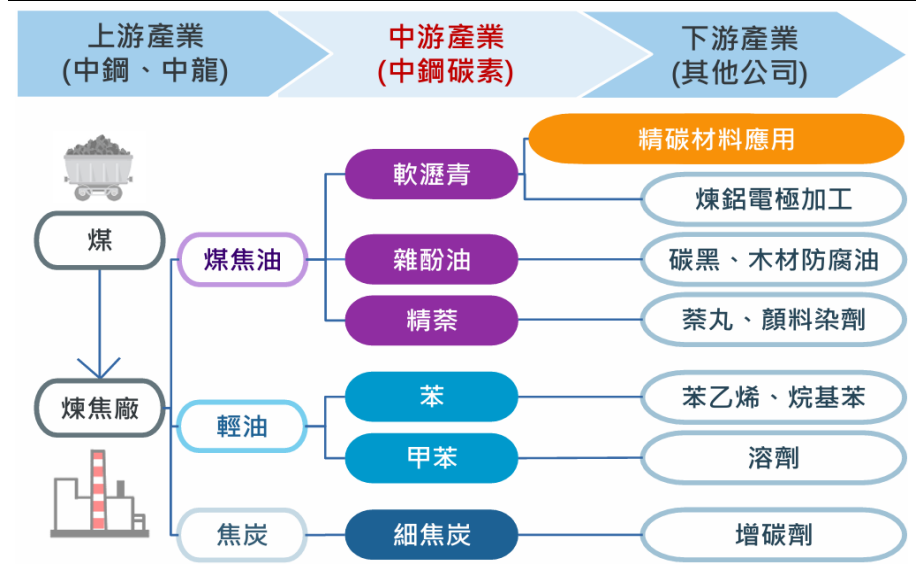 上游產業
(中鋼、中龍)
中游產業
(中鋼碳素)
下游產業
(其他公司)
煤
煉焦廠
煤焦油
輕油
焦炭
軟瀝青
雜酚油
精萘
苯
甲苯
細焦炭
精碳材料應用
煉鋁電極加工
碳黑、木材防腐油
萘丸、顏料染劑
苯乙烯、烷基苯
溶劑
增碳劑